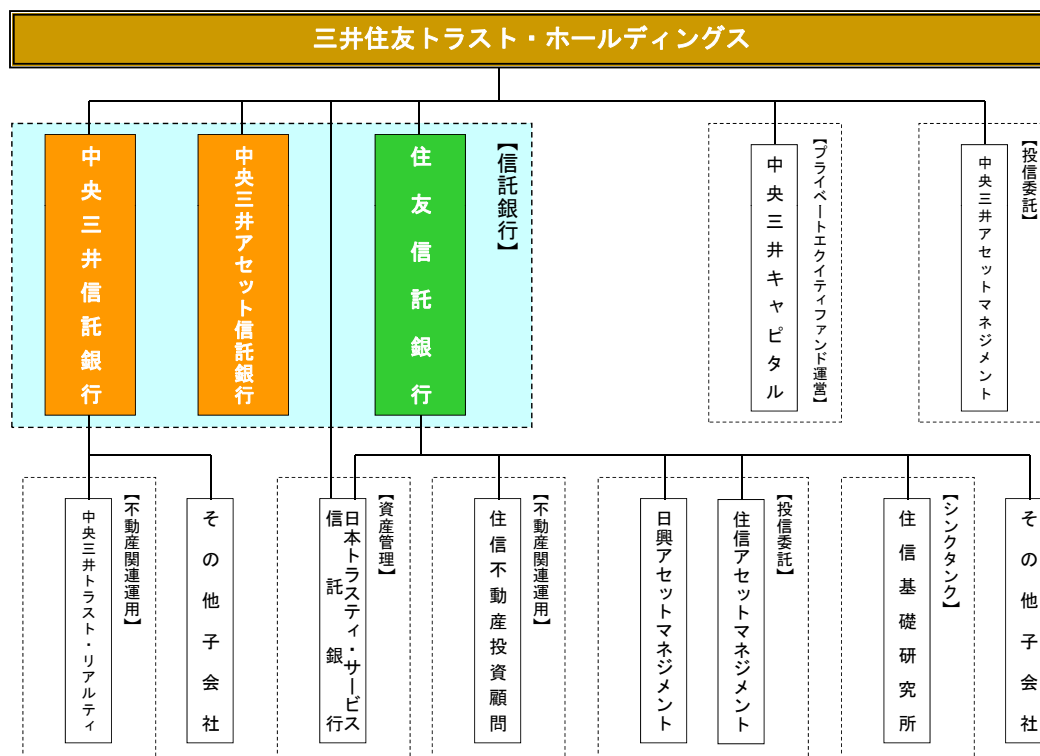 三井住友トラスト・ホールディングス
中央三井信託銀行
中央三井アセット信託銀行
住友信託銀行
【信託銀行】
中央三井キャピタル
【プライベートエクイティファンド運営】
中央三井アセットマネジメント
【投信委託】
中央三井トラスト・リアルティ
【不動産関連運用】
その他子会社
日本トラスティ・サービス
信託銀行
【資産管理】
住信不動産投資顧問
【不動産関連運用】
日興アセットマネジメント
住信アセットマネジメント
【投信委託】
住信基礎研究所
【シンクタンク】
その他子会社